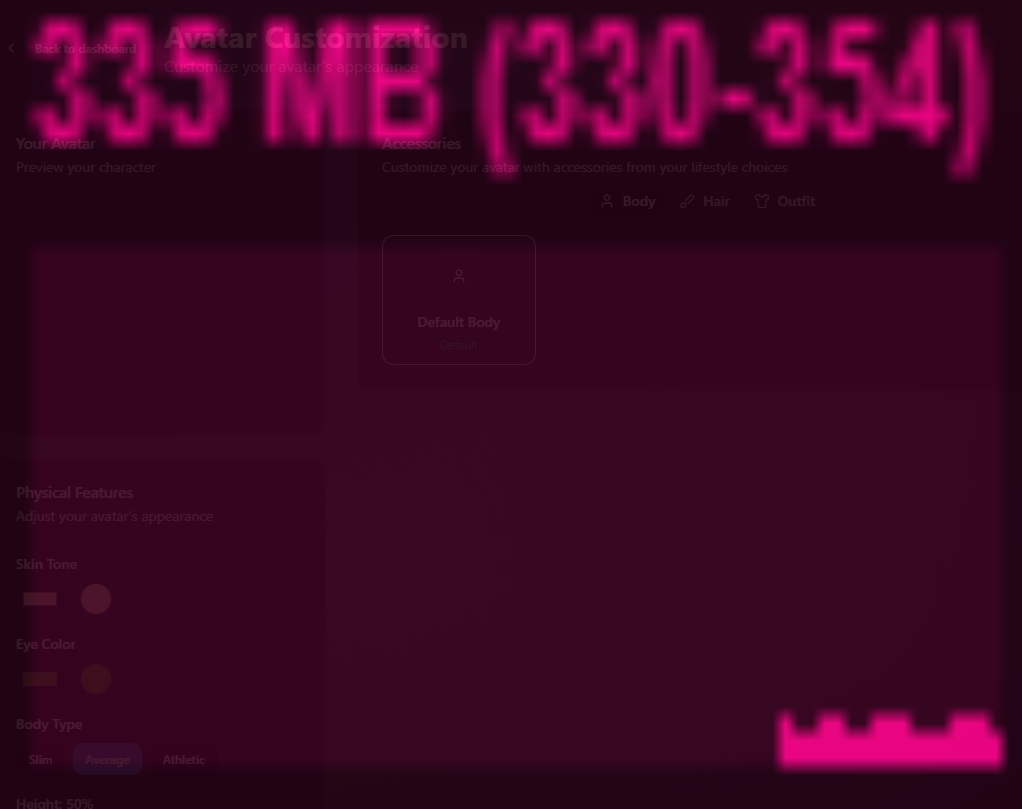 335 MB (330-354)
Back to dashboard
Avatar Customization
Customize your avatar's appearance
Your Avatar
Preview your character
Accessories
Customize your avatar with accessories from your lifestyle choices
Body Hair Outfit
Default Body
Default
Physical Features
Adjust your avatar's appearance
Skin Tone
Eye Color
Body Type
Slim Average Athletic
Height: 50%